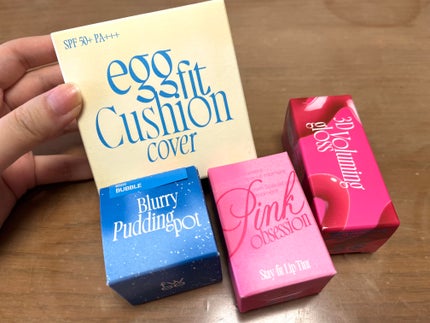 SPF 50+ PA+++
egg fit
Cushion
cover
BUBBLE
Blurry
Pudding pot
Pink
obsession
Stay fit Lip Tint
3D voluming
gloss